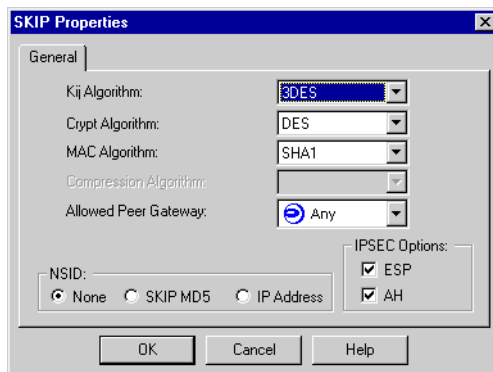 SKIP Properties
General
Kij Algorithm: 3DES
Crypt Algorithm: DES
MAC Algorithm: SHA1
Compression Algorithm:
Allowed Peer Gateway: Any
IPSEC Options:
ESP
AH
NSID:
None SKIP MD5 IP Address
OK Cancel Help